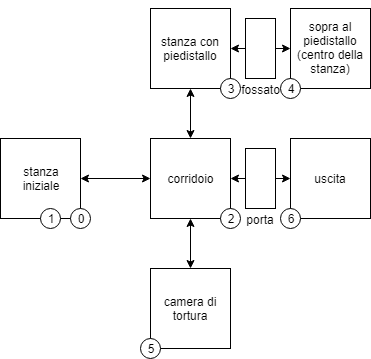 stanza con
piedistallo
sopra al
piedistallo
(centro della
stanza)
3
fossato
4
stanza
iniziale
corridoio
uscita
1
0
2
porta
6
camera di
tortura
5